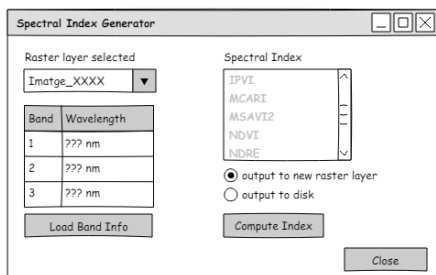 Spectral Index Generator
Raster layer selected
Imatge_XXXX
Band Wavelength
1 ??? nm
2 ??? nm
3 ??? nm
Load Band Info
Spectral Index
IPVI
MCARI
MSAVI2
NDVI
NDRE
output to new raster layer
output to disk
Compute Index
Close